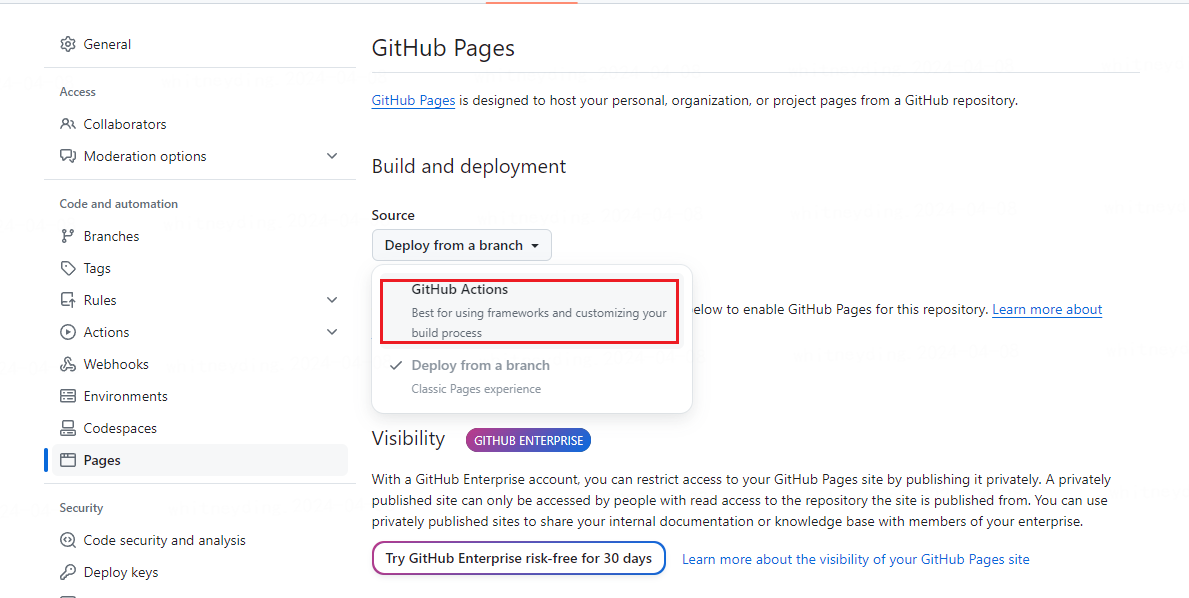 General
Access
Collaborators
Moderation options
Code and automation
Branches
Tags
Rules
Actions
Webhooks
Environments
Codespaces
Pages
Security
Code security and analysis
Deploy keys
GitHub Pages
GitHub Pages is designed to host your personal, organization, or project pages from a GitHub repository.
Build and deployment
Source
Deploy from a branch
GitHub Actions
Best for using frameworks and customizing your
build process
Deploy from a branch
Classic Pages experience
elow to enable GitHub Pages for this repository. Learn more about
Visibility GITHUB ENTERPRISE
With a GitHub Enterprise account, you can restrict access to your GitHub Pages site by publishing it privately. A privately
published site can only be accessed by people with read access to the repository the site is published from. You can use
privately published sites to share your internal documentation or knowledge base with members of your enterprise.
Try GitHub Enterprise risk-free for 30 days Learn more about the visibility of your GitHub Pages site